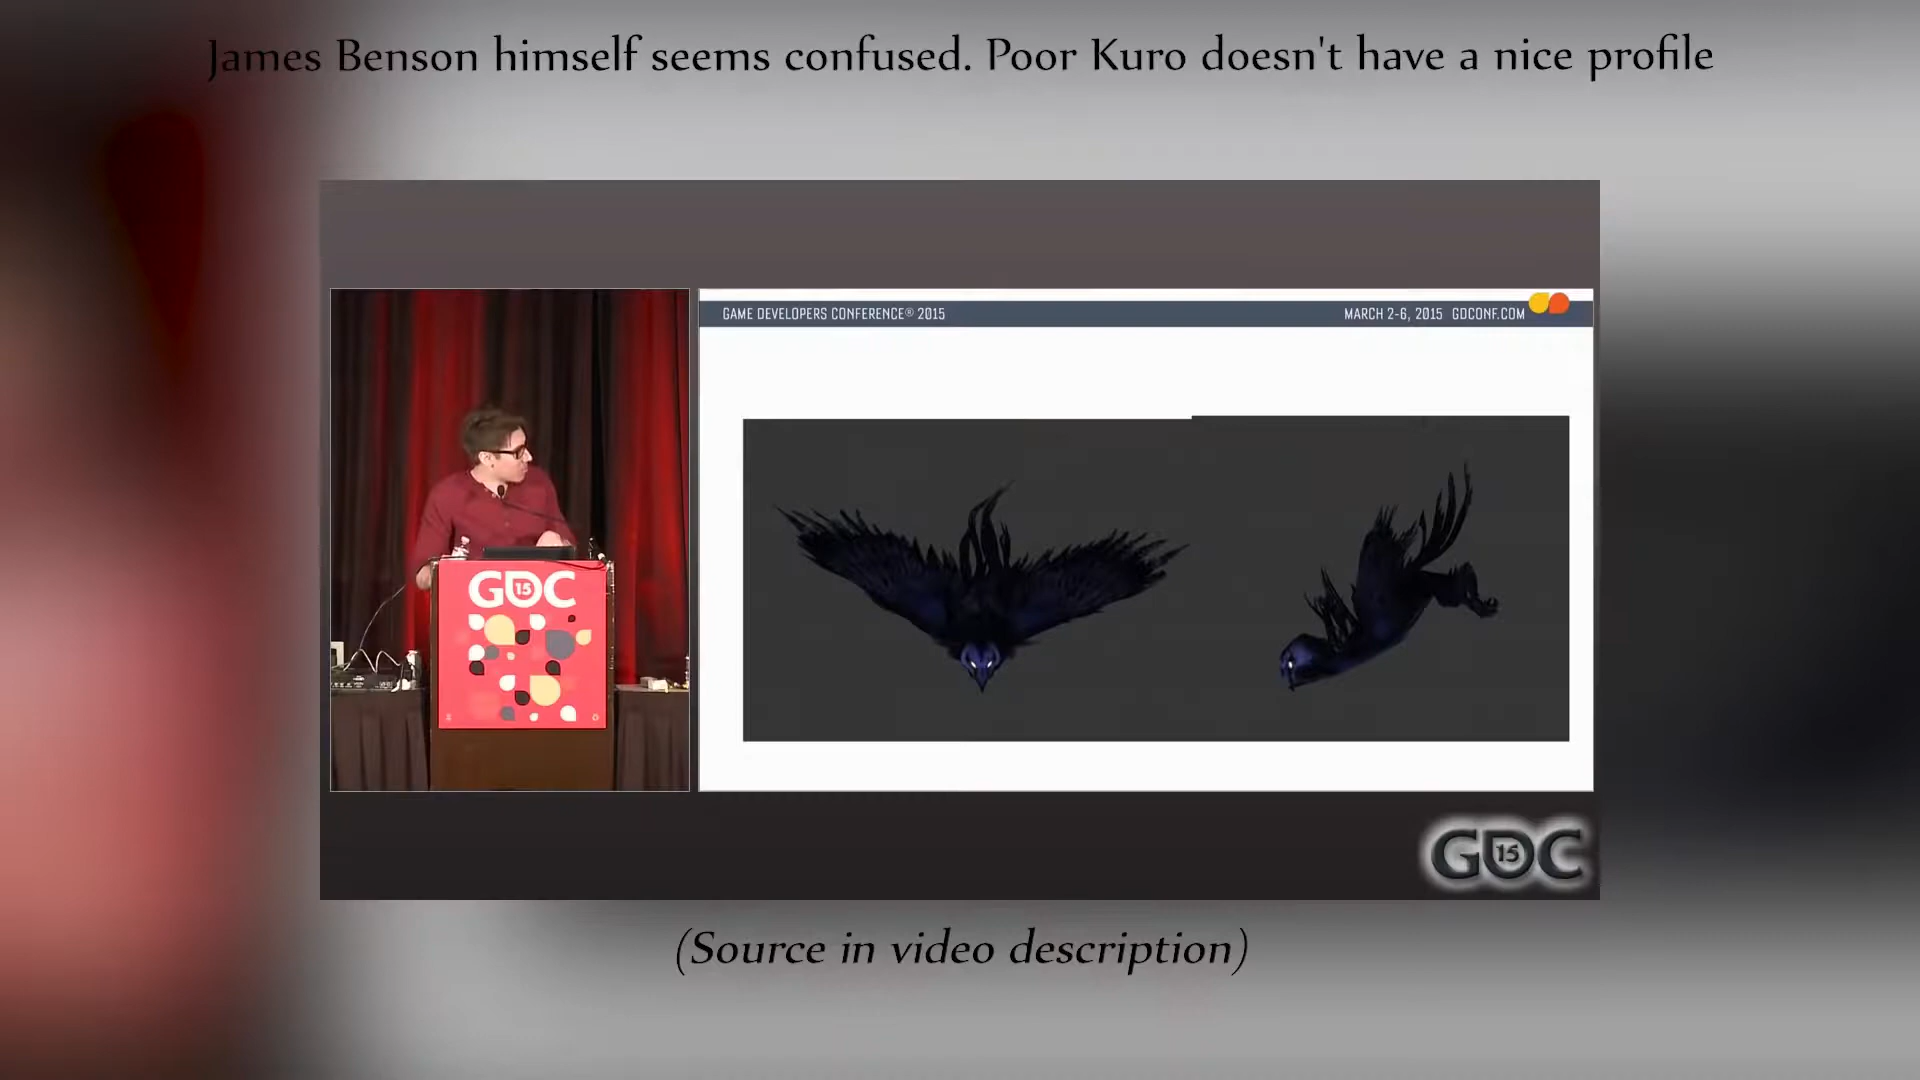 James Benson himself seems confused. Poor Kuro doesn't have a nice profile
GAME DEVELOPERS CONFERENCE® 2015
MARCH 2-6, 2015 GDCONF.COM
GDC
15
GDC
15
(Source in video description)